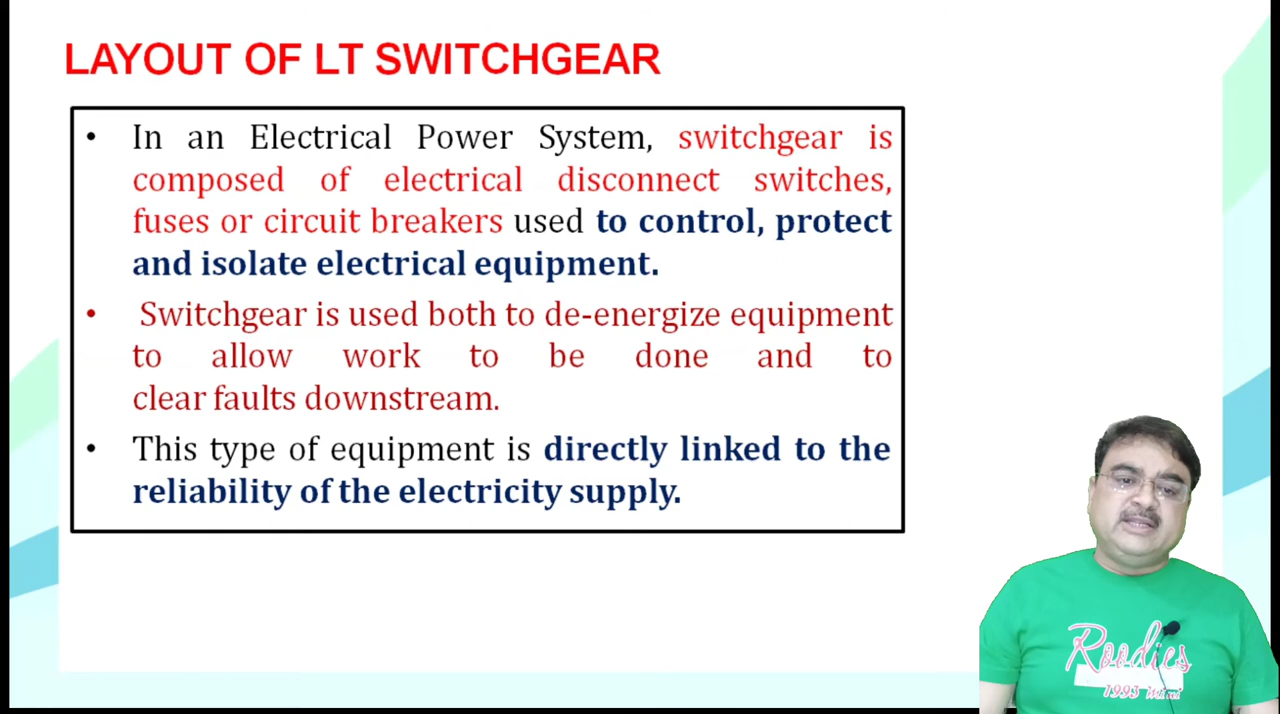 LAYOUT OF LT SWITCHGEAR
• In an Electrical Power System, switchgear is
composed of electrical disconnect switches,
fuses or circuit breakers used to control, protect
and isolate electrical equipment.
• Switchgear is used both to de-energize equipment
to allow work to be done and to
clear faults downstream.
• This type of equipment is directly linked to the
reliability of the electricity supply.
Roodies
1993